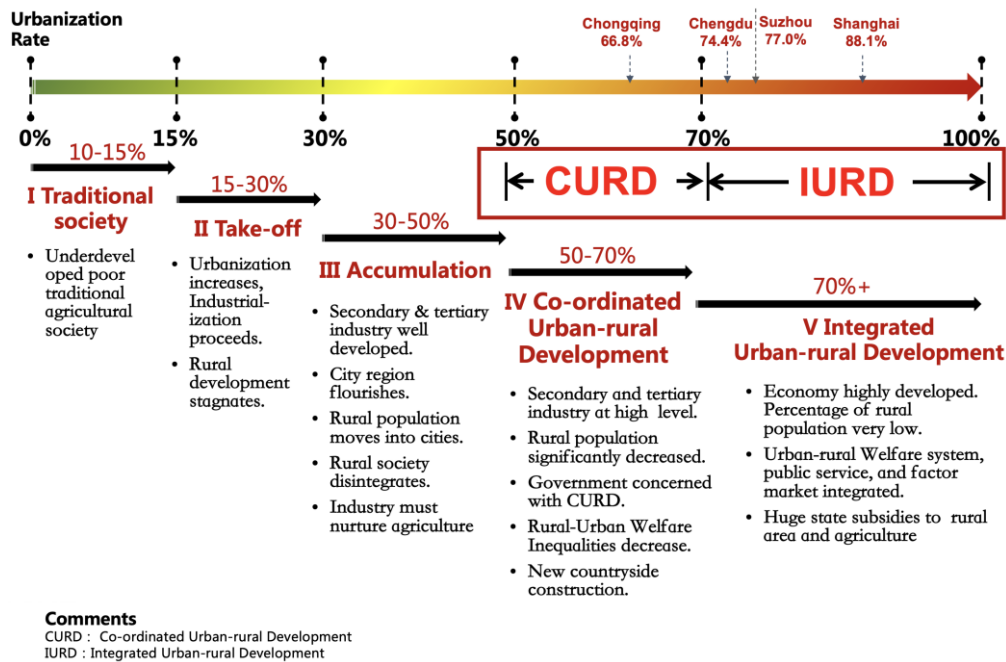 Urbanization
Rate
Chongqing
66.8%
Chengdu
74.4%
Suzhou
77.0%
Shanghai
88.1%
0%
15%
30%
50%
70%
100%
CURD
IURD
10-15%
I Traditional
society
• Underdevel
oped poor
traditional
agricultural
society
15-30%
II Take-off
• Urbanization
increases,
Industrial-
ization
proceeds.
• Rural
development
stagnates.
30-50%
III Accumulation
• Secondary & tertiary
industry well
developed.
• City region
flourishes.
• Rural population
moves into cities.
• Rural society
disintegrates.
• Industry must
nurture agriculture
50-70%
IV Co-ordinated
Urban-rural
Development
• Secondary and tertiary
industry at high level.
• Rural population
significantly decreased.
• Government concerned
with CURD.
• Rural-Urban Welfare
Inequalities decrease.
• New countryside
construction.
70%+
V Integrated
Urban-rural Development
• Economy highly developed.
Percentage of rural
population very low.
• Urban-rural Welfare system,
public service, and factor
market integrated.
• Huge state subsidies to rural
area and agriculture
Comments
CURD : Co-ordinated Urban-rural Development
IURD : Integrated Urban-rural Development